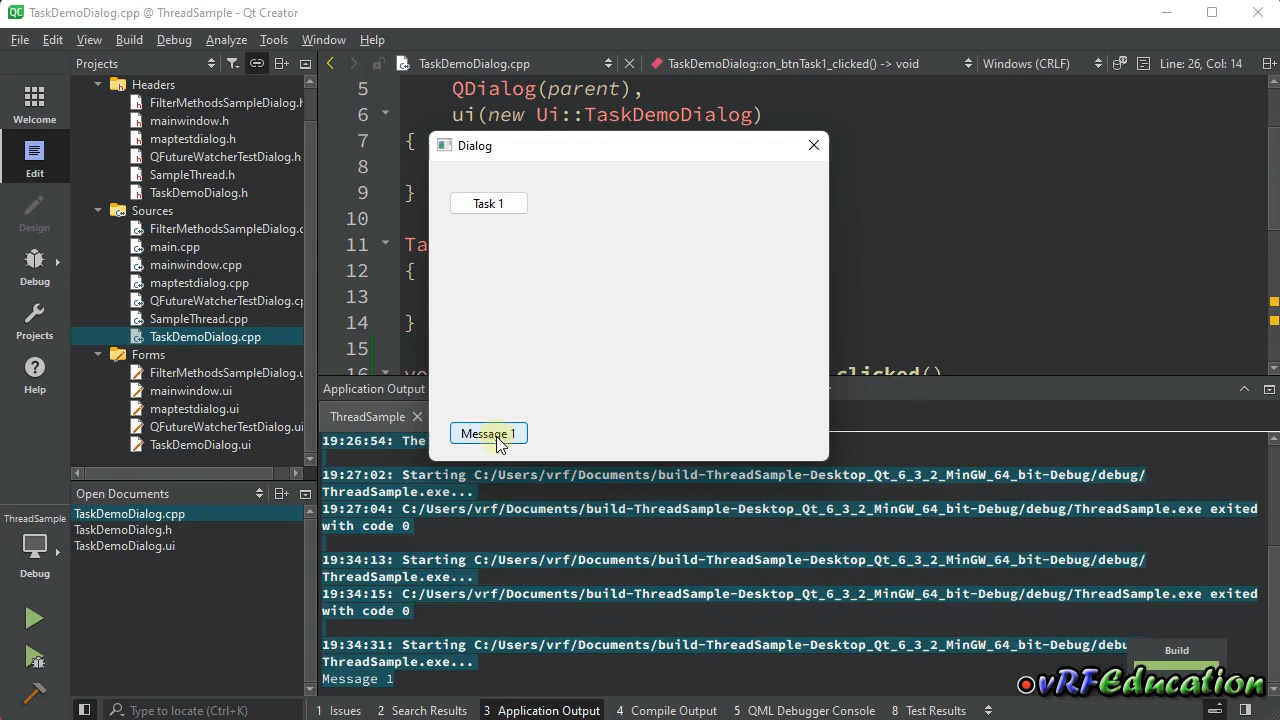 TaskDemoDialog.cpp @ ThreadSample - Qt Creator
File Edit View Build Debug Analyze Tools Window Help
Projects
TaskDemoDialog.cpp
TaskDemoDialog::on_btnTask1_clicked() -> void
Windows (CRLF)
Line: 26, Col: 14
Welcome
Edit
Design
Debug
Projects
Help
Headers
FilterMethodsSampleDialog.h
mainwindow.h
maptestdialog.h
QFutureWatcherTestDialog.h
SampleThread.h
TaskDemoDialog.h
Sources
FilterMethodsSampleDialog.c
main.cpp
mainwindow.cpp
maptestdialog.cpp
QFutureWatcherTestDialog.cp
SampleThread.cpp
TaskDemoDialog.cpp
Forms
FilterMethodsSampleDialog.u
mainwindow.ui
maptestdialog.ui
QFutureWatcherTestDialog.ui
TaskDemoDialog.ui
Open Documents
TaskDemoDialog.cpp
TaskDemoDialog.h
TaskDemoDialog.ui
ThreadSample
Debug
5 QDialog(parent),
6 ui(new Ui::TaskDemoDialog)
7 {
8
9 }
10
11 Ta
12 {
13
14 }
15
16 vo clicked()
Dialog
Task 1
Message 1
Application Output
ThreadSample
19:26:54: The
19:27:02: Starting C:/Users/vrf/Documents/build-ThreadSample-Desktop_Qt_6_3_2_MinGW_64_bit-Debug/debug/
ThreadSample.exe...
19:27:04: C:/Users/vrf/Documents/build-ThreadSample-Desktop_Qt_6_3_2_MinGW_64_bit-Debug/debug/ThreadSample.exe exited
with code 0
19:34:13: Starting C:/Users/vrf/Documents/build-ThreadSample-Desktop_Qt_6_3_2_MinGW_64_bit-Debug/debug/
ThreadSample.exe...
19:34:15: C:/Users/vrf/Documents/build-ThreadSample-Desktop_Qt_6_3_2_MinGW_64_bit-Debug/debug/ThreadSample.exe exited
with code 0
19:34:31: Starting C:/Users/vrf/Documents/build-ThreadSample-Desktop_Qt_6_3_2_MinGW_64_bit-Debug/debu
ThreadSample.exe...
Message 1
Build
vRFEducation
Type to locate (Ctrl+K)
1 Issues 2 Search Results 3 Application Output 4 Compile Output 5 QML Debugger Console 8 Test Results